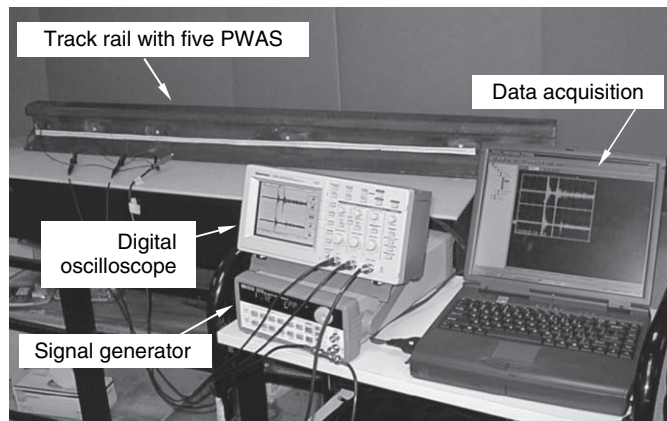 Track rail with five PWAS
Data acquisition
Digital
oscilloscope
Signal generator